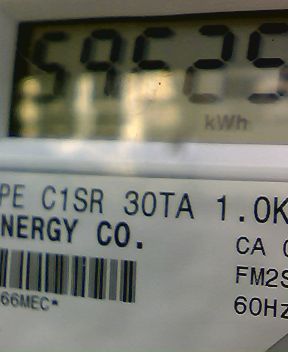 59525
kWh
PE C1SR 30TA 1.0K
NERGY CO.
CA
FM2S
66MEC*
60Hz